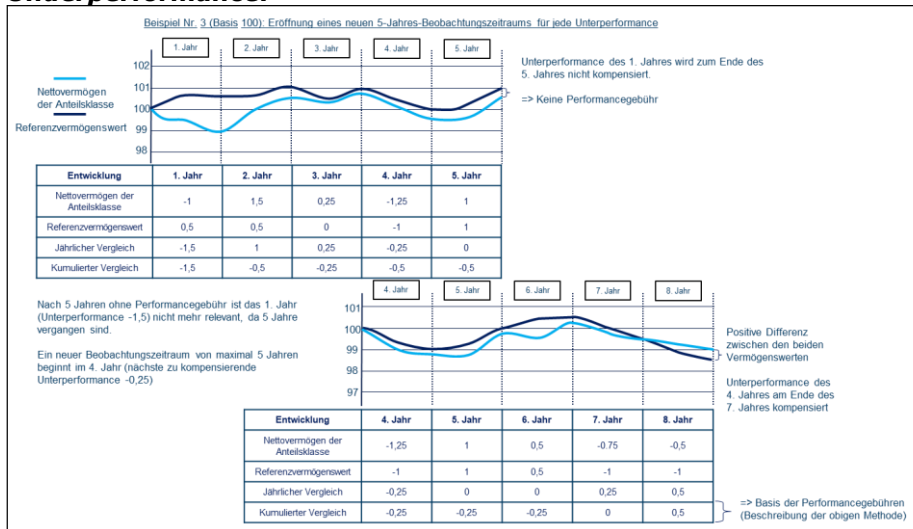 Underperformance.
Beispiel Nr. 3 (Basis 100): Eröffnung eines neuen 5-Jahres-Beobachtungszeitraums für jede Unterperformance
1. Jahr 2. Jahr 3. Jahr 4. Jahr 5. Jahr
102
101
100
99
98
Nettovermögen
der Anteilsklasse
Referenzvermögenswert
Unterperformance des 1. Jahres wird zum Ende des
5. Jahres nicht kompensiert.
=> Keine Performancegebühr
Entwicklung 1. Jahr 2. Jahr 3. Jahr 4. Jahr 5. Jahr
Nettovermögen der
Anteilsklasse -1 1,5 0,25 -1,25 1
Referenzvermögenswert 0,5 0,5 0 -1 1
Jährlicher Vergleich -1,5 1 0,25 -0,25 0
Kumulierter Vergleich -1,5 -0,5 -0,25 -0,5 -0,5
Nach 5 Jahren ohne Performancegebühr ist das 1. Jahr
(Unterperformance -1,5) nicht mehr relevant, da 5 Jahre
vergangen sind.
Ein neuer Beobachtungszeitraum von maximal 5 Jahren
beginnt im 4. Jahr (nächste zu kompensierende
Unterperformance -0,25)
4. Jahr 5. Jahr 6. Jahr 7. Jahr 8. Jahr
101
100
99
98
97
Positive Differenz
zwischen den beiden
Vermögenswerten
Unterperformance des
4. Jahres am Ende des
7. Jahres kompensiert
Entwicklung 4. Jahr 5. Jahr 6. Jahr 7. Jahr 8. Jahr
Nettovermögen der
Anteilsklasse -1,25 1 0,5 -0.75 -0,5
Referenzvermögenswert -1 1 0,5 -1 -1
Jährlicher Vergleich -0,25 0 0 0,25 0,5
Kumulierter Vergleich -0,25 -0,25 -0,25 0 0,5
=> Basis der Performancegebühren
(Beschreibung der obigen Methode)